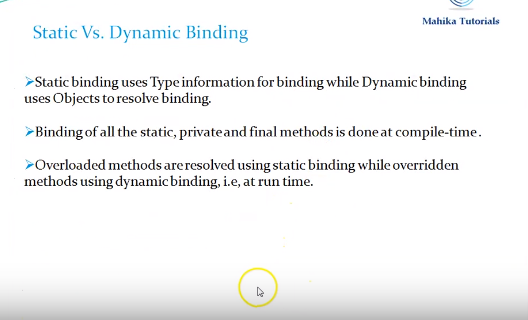 Mahika Tutorials
Static Vs. Dynamic Binding
➢Static binding uses Type information for binding while Dynamic binding
uses Objects to resolve binding.
➢Binding of all the static, private and final methods is done at compile-time.
➢Overloaded methods are resolved using static binding while overridden
methods using dynamic binding, i.e, at run time.